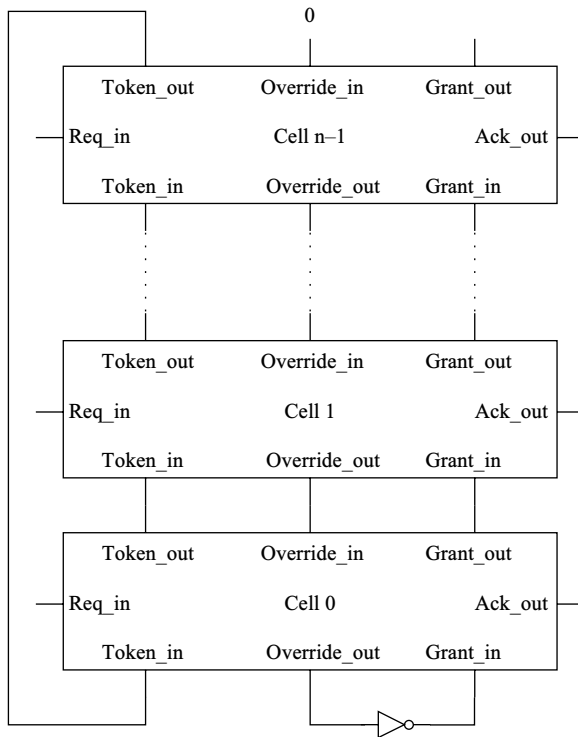 0
Token_out Override_in Grant_out
Req_in Cell n–1 Ack_out
Token_in Override_out Grant_in
Token_out Override_in Grant_out
Req_in Cell 1 Ack_out
Token_in Override_out Grant_in
Token_out Override_in Grant_out
Req_in Cell 0 Ack_out
Token_in Override_out Grant_in